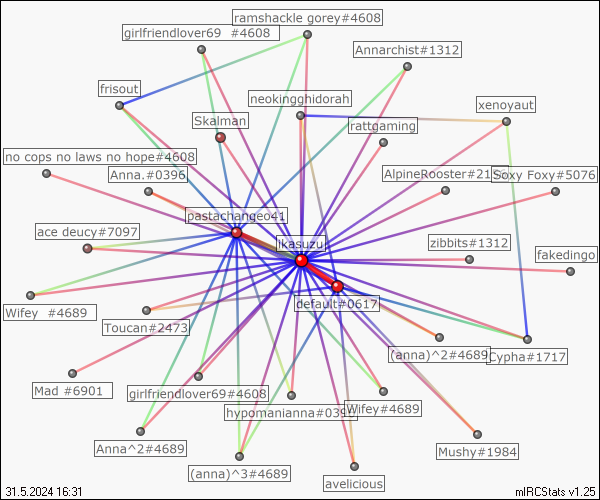 ramshackle gorey#4608
girlfriendlover69 #4608
Annarchist#1312
frisout
neokingghidorah
xenoyaut
Skalman
rattgaming
no cops no laws no hope#4608
Anna.#0396
AlpineRooster#21
Soxy Foxy#5076
pastachangeo41
ace deucy#7097
ikasuzu
zibbits#1312
fakedingo
default#0617
Wifey #4689
Toucan#2473
(anna)^2#4689
Cypha#1717
Mad #6901
girlfriendlover69#4608
hypomanianna#039
Wifey#4689
Anna^2#4689
Mushy#1984
(anna)^3#4689
avelicious
31.5.2024 16:31
mIRCStats v1.25